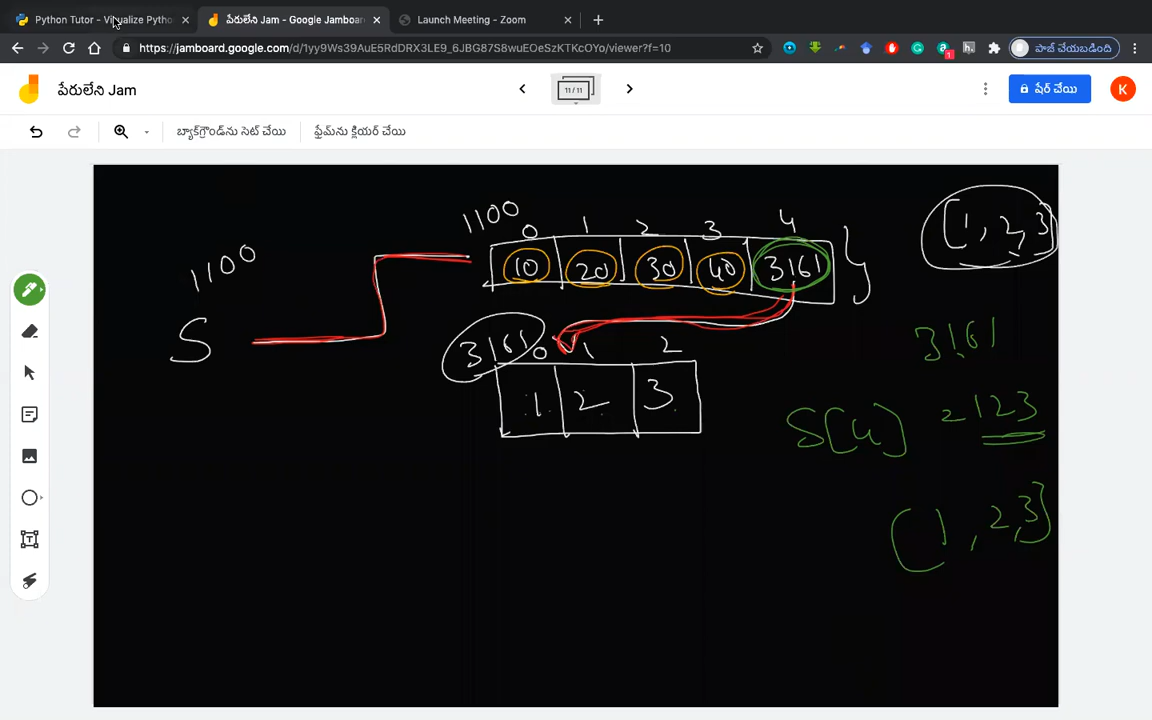 Python Tutor - Visualize Pytho
పేరులేని Jam - Google Jamboar
Launch Meeting - Zoom
https://jamboard.google.com/d/1yy9Ws39AuE5RdDRX3LE9_6JBG87S8wuEOeSzKTKcOYo/viewer?f=10
పాజ్ చేయబడింది
పేరులేని Jam
11/11
షేర్ చేయి
K
బ్యాక్‌గ్రౌండ్‌ను సెట్ చేయి
ఫ్రేమ్‌ను క్లియర్ చేయి
1100
0 1 2 3 4
10 20 30 40 3161
[1, 2, 3]
1100
S
3161
0 1 2
1 2 3
3161
S[4] = 123
(1, 2, 3)